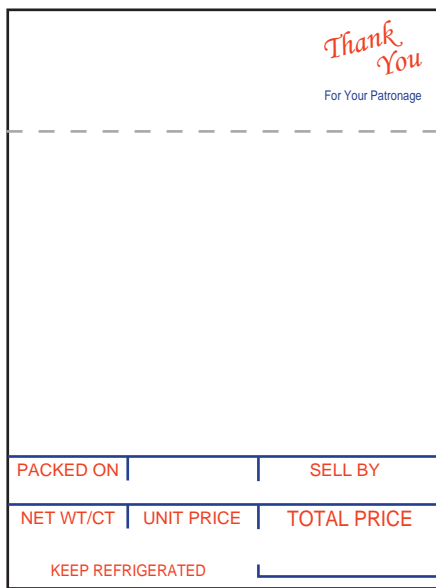 Thank
You
For Your Patronage
PACKED ON SELL BY
NET WT/CT UNIT PRICE TOTAL PRICE
KEEP REFRIGERATED